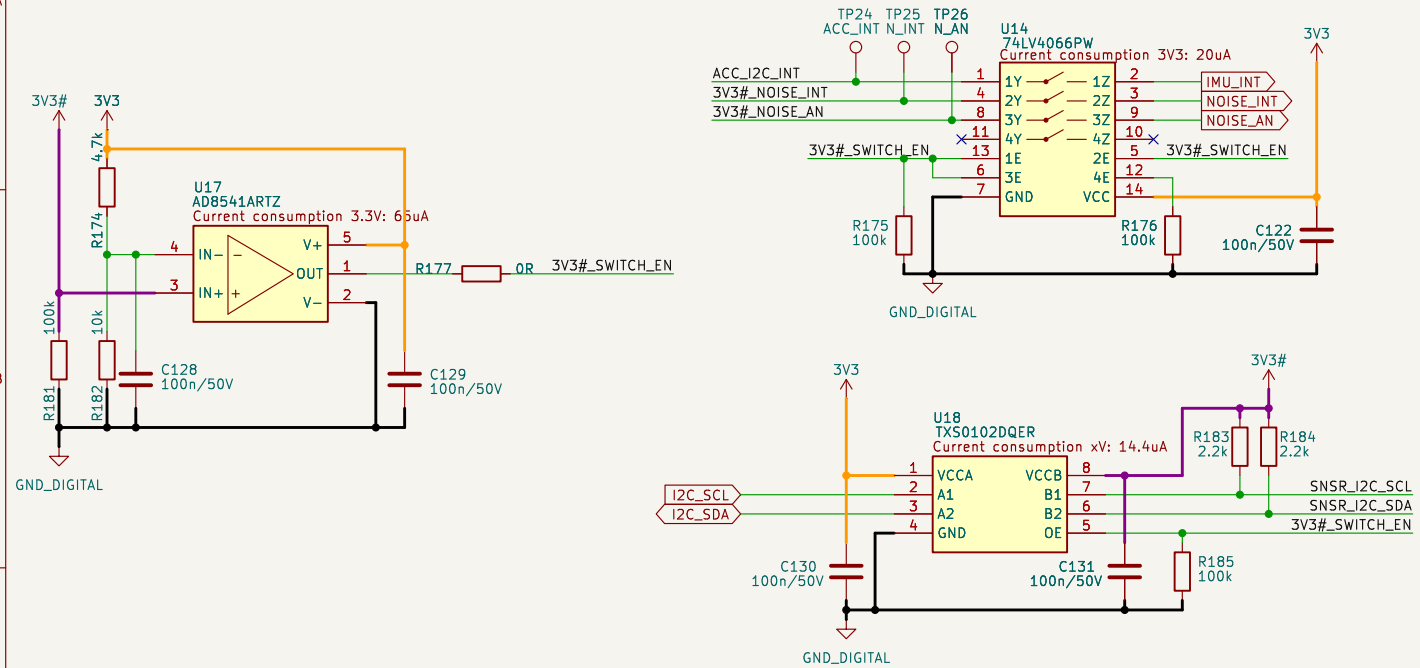 3V3#
3V3
4.7k
R174
100k
R181
10k
R182
GND_DIGITAL
C128
100n/50V
U17
AD8541ARTZ
Current consumption 3.3V: 65uA
4 IN- V+ 5
OUT 1
3 IN+ V- 2
- +
R177 0R
3V3#_SWITCH_EN
C129
100n/50V
TP24 TP25 TP26
ACC_INT N_INT N_AN
U14
74LV4066PW
Current consumption 3V3: 20uA
3V3
ACC_I2C_INT 1 1Y 1Z 2 IMU_INT
3V3#_NOISE_INT 4 2Y 2Z 3 NOISE_INT
3V3#_NOISE_AN 8 3Y 3Z 9 NOISE_AN
11 4Y 4Z 10
3V3#_SWITCH_EN 13 1E 2E 5 3V3#_SWITCH_EN
6 3E 4E 12
7 GND VCC 14
R175
100k
R176
100k
C122
100n/50V
GND_DIGITAL
3V3
3V3#
U18
TXS0102DQER
Current consumption xV: 14.4uA
R183
2.2k
R184
2.2k
1 VCCA VCCB 8
I2C_SCL 2 A1 B1 7 SNSR_I2C_SCL
I2C_SDA 3 A2 B2 6 SNSR_I2C_SDA
4 GND OE 5 3V3#_SWITCH_EN
C130
100n/50V
C131
100n/50V
R185
100k
GND_DIGITAL